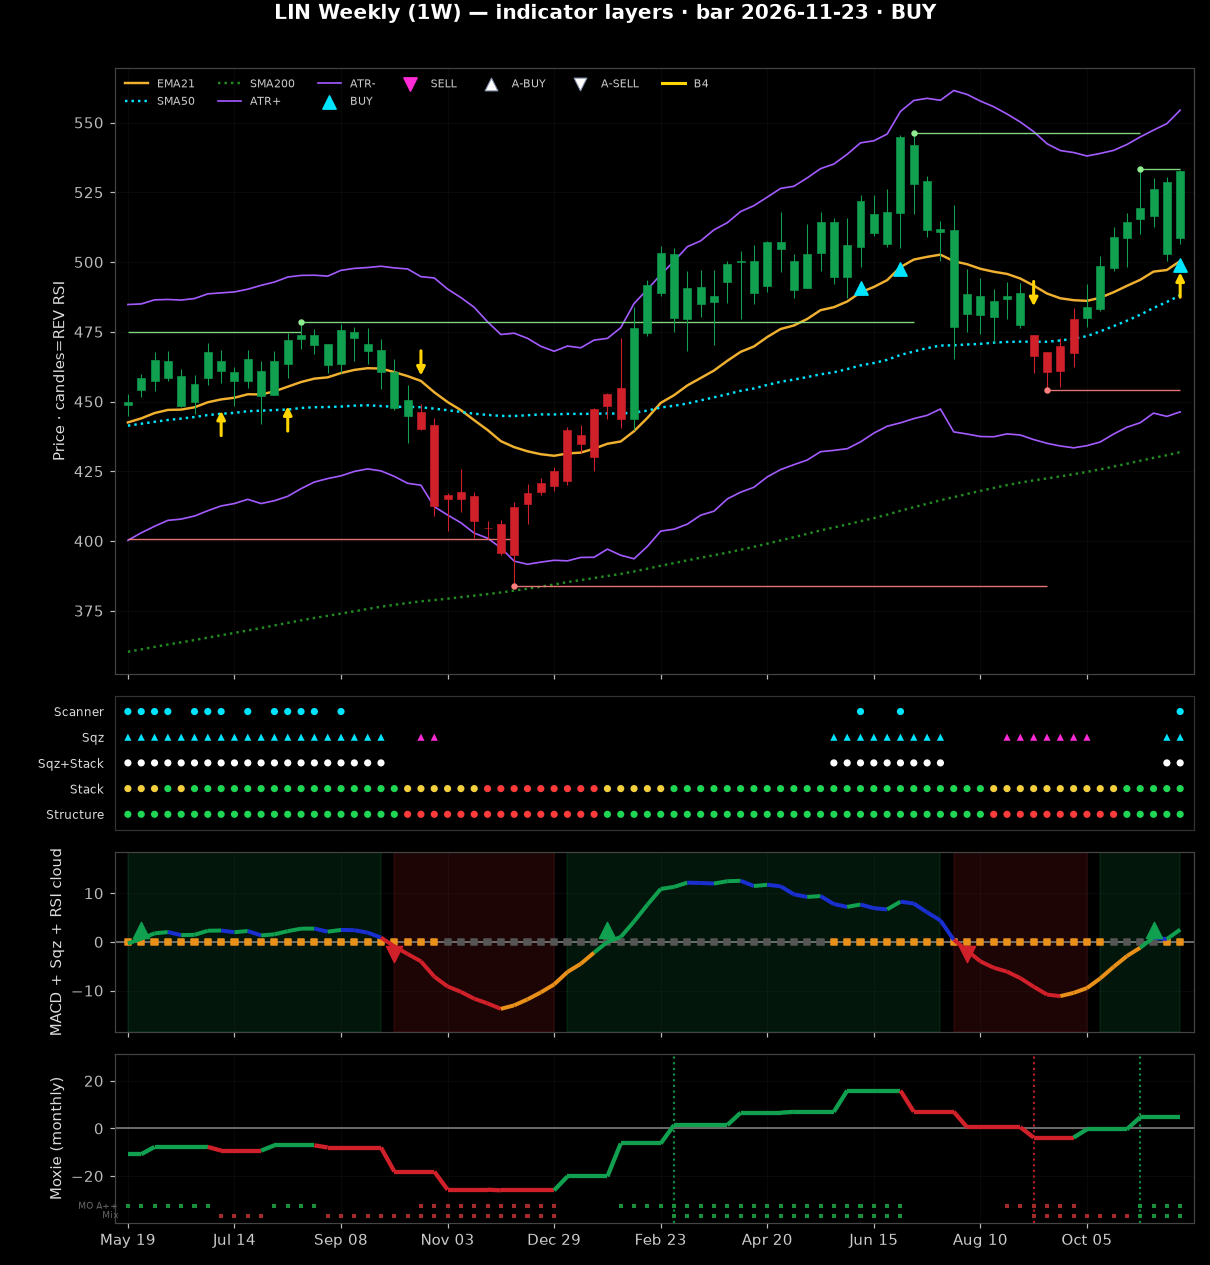 LIN Weekly (1W) — indicator layers · bar 2026-11-23 · BUY
EMA21 SMA200 ATR- SELL A-BUY A-SELL B4
SMA50 ATR+ BUY
Price · candles=REV RSI
550
525
500
475
450
425
400
375
Scanner
Sqz
Sqz+Stack
Stack
Structure
MACD + Sqz + RSI cloud
10
0
−10
Moxie (monthly)
20
0
−20
MO A++
Mix
May 19 Jul 14 Sep 08 Nov 03 Dec 29 Feb 23 Apr 20 Jun 15 Aug 10 Oct 05